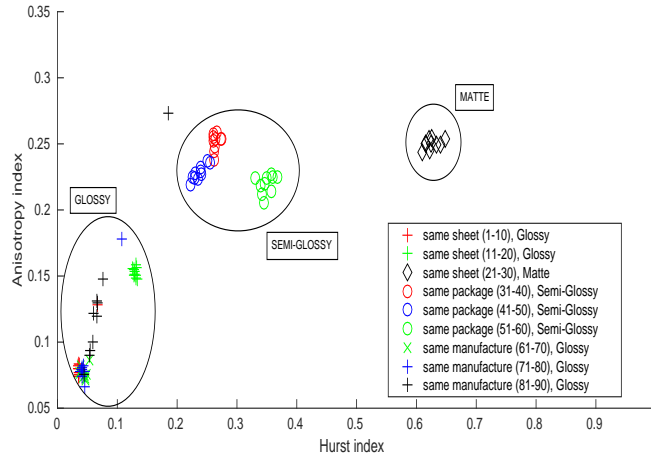 0.35
0.3
0.25
0.2
0.15
0.1
0.05
Anisotropy index
MATTE
GLOSSY
SEMI-GLOSSY
same sheet (1-10), Glossy
same sheet (11-20), Glossy
same sheet (21-30), Matte
same package (31-40), Semi-Glossy
same package (41-50), Semi-Glossy
same package (51-60), Semi-Glossy
same manufacture (61-70), Glossy
same manufacture (71-80), Glossy
same manufacture (81-90), Glossy
0 0.1 0.2 0.3 0.4 0.5 0.6 0.7 0.8 0.9
Hurst index